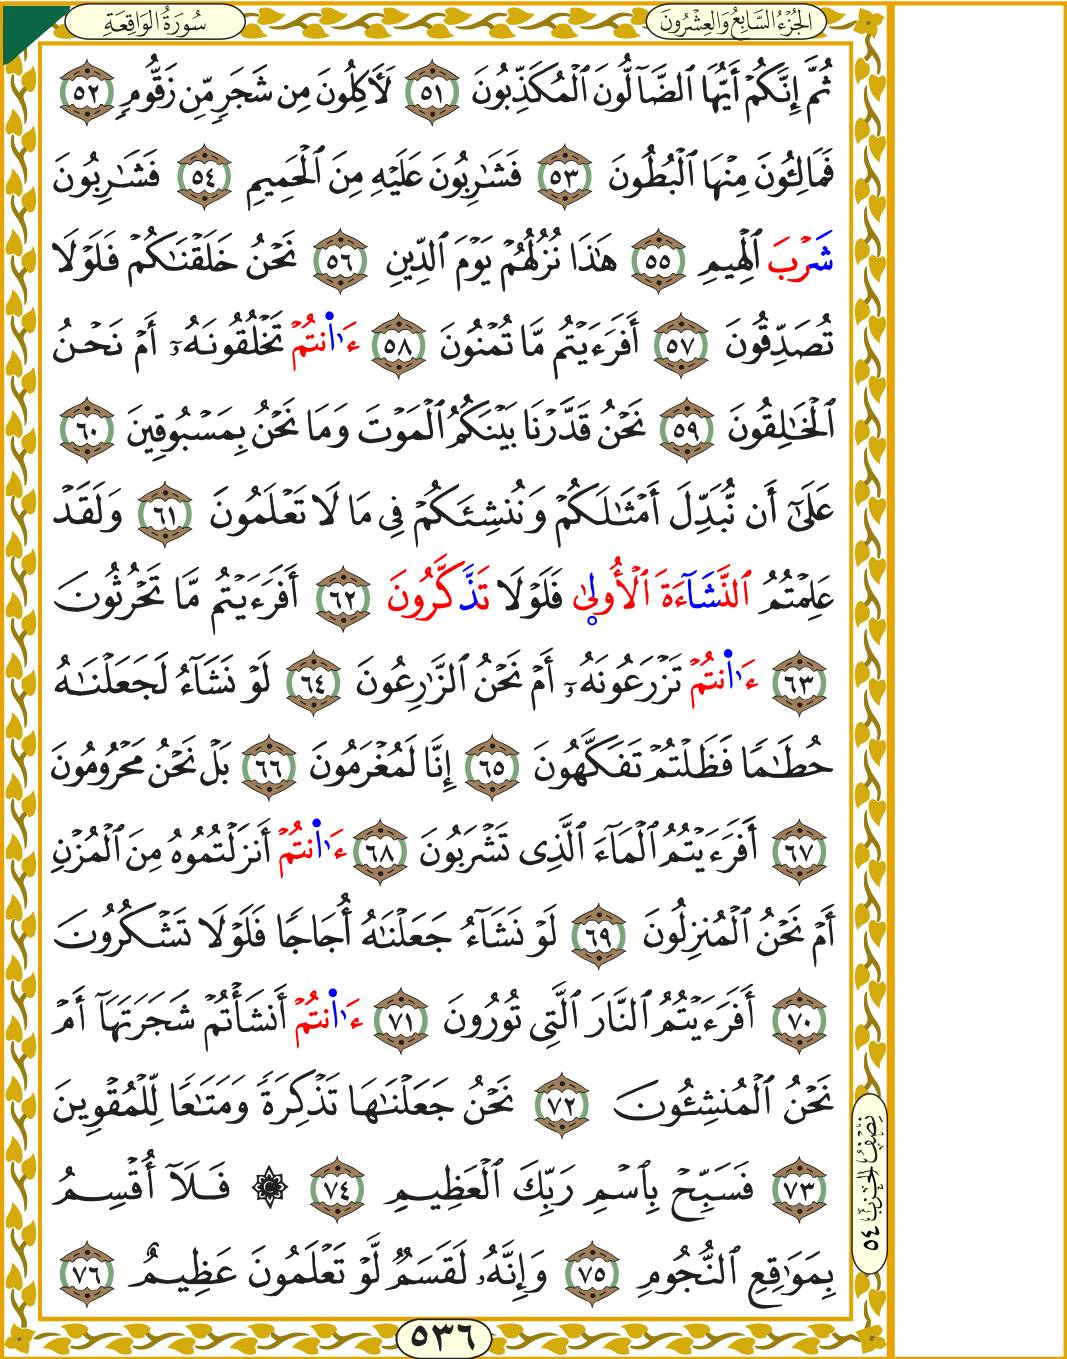 سُورَةُ الوَاقِعَةِ
الجُزْءُ السَّابِعُ وَالعِشْرُونَ
ثُمَّ إِنَّكُمْ أَيُّهَا ٱلضَّآلُّونَ ٱلْمُكَذِّبُونَ ٥١ لَأٓكِلُونَ مِن شَجَرٍ مِّن زَقُّومٍ ٥٢
فَمَالِـُٔونَ مِنْهَا ٱلْبُطُونَ ٥٣ فَشَٰرِبُونَ عَلَيْهِ مِنَ ٱلْحَمِيمِ ٥٤ فَشَٰرِبُونَ
شَرْبَ ٱلْهِيمِ ٥٥ هَٰذَا نُزُلُهُمْ يَوْمَ ٱلدِّينِ ٥٦ نَحْنُ خَلَقْنَٰكُمْ فَلَوْلَا
تُصَدِّقُونَ ٥٧ أَفَرَءَيْتُم مَّا تُمْنُونَ ٥٨ ءَا۬نتُمْ تَخْلُقُونَهُۥٓ أَمْ نَحْنُ
ٱلْخَٰلِقُونَ ٥٩ نَحْنُ قَدَّرْنَا بَيْنَكُمُ ٱلْمَوْتَ وَمَا نَحْنُ بِمَسْبُوقِينَ ٦٠
عَلَىٰٓ أَن نُّبَدِّلَ أَمْثَٰلَكُمْ وَنُنشِئَكُمْ فِى مَا لَا تَعْلَمُونَ ٦١ وَلَقَدْ
عَلِمْتُمُ ٱلنَّشَآءَةَ ٱلْأُولَىٰ فَلَوْلَا تَذَّكَّرُونَ ٦٢ أَفَرَءَيْتُم مَّا تَحْرُثُونَ
٦٣ ءَا۬نتُمْ تَزْرَعُونَهُۥٓ أَمْ نَحْنُ ٱلزَّٰرِعُونَ ٦٤ لَوْ نَشَآءُ لَجَعَلْنَٰهُ
حُطَٰمًا فَظَلْتُمْ تَفَكَّهُونَ ٦٥ إِنَّا لَمُغْرَمُونَ ٦٦ بَلْ نَحْنُ مَحْرُومُونَ
٦٧ أَفَرَءَيْتُمُ ٱلْمَآءَ ٱلَّذِى تَشْرَبُونَ ٦٨ ءَا۬نتُمْ أَنزَلْتُمُوهُ مِنَ ٱلْمُزْنِ
أَمْ نَحْنُ ٱلْمُنزِلُونَ ٦٩ لَوْ نَشَآءُ جَعَلْنَٰهُ أُجَاجًا فَلَوْلَا تَشْكُرُونَ
٧٠ أَفَرَءَيْتُمُ ٱلنَّارَ ٱلَّتِى تُورُونَ ٧١ ءَا۬نتُمْ أَنشَأْتُمْ شَجَرَتَهَآ أَمْ
نَحْنُ ٱلْمُنشِـُٔونَ ٧٢ نَحْنُ جَعَلْنَٰهَا تَذْكِرَةً وَمَتَٰعًا لِّلْمُقْوِينَ
٧٣ فَسَبِّحْ بِٱسْمِ رَبِّكَ ٱلْعَظِيمِ ٧٤ ۞ فَلَآ أُقْسِمُ
بِمَوَٰقِعِ ٱلنُّجُومِ ٧٥ وَإِنَّهُۥ لَقَسَمٌ لَّوْ تَعْلَمُونَ عَظِيمٌ ٧٦
نِصْفُ الحِزْبِ ٥٤
٥٣٦